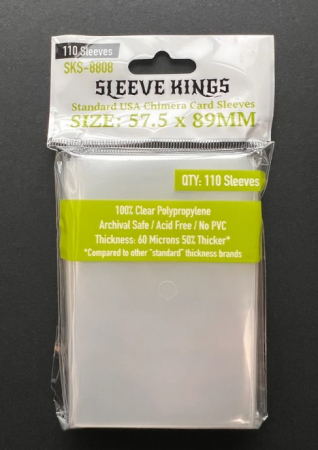 110 Sleeves
SKS-8808
SLEEVE KINGS
Standard USA Chimera Card Sleeves
SIZE: 57.5 x 89MM
QTY: 110 Sleeves
100% Clear Polypropylene
Archival Safe / Acid Free / No PVC
Thickness: 60 Microns 50% Thicker*
*Compared to other "standard" thickness brands